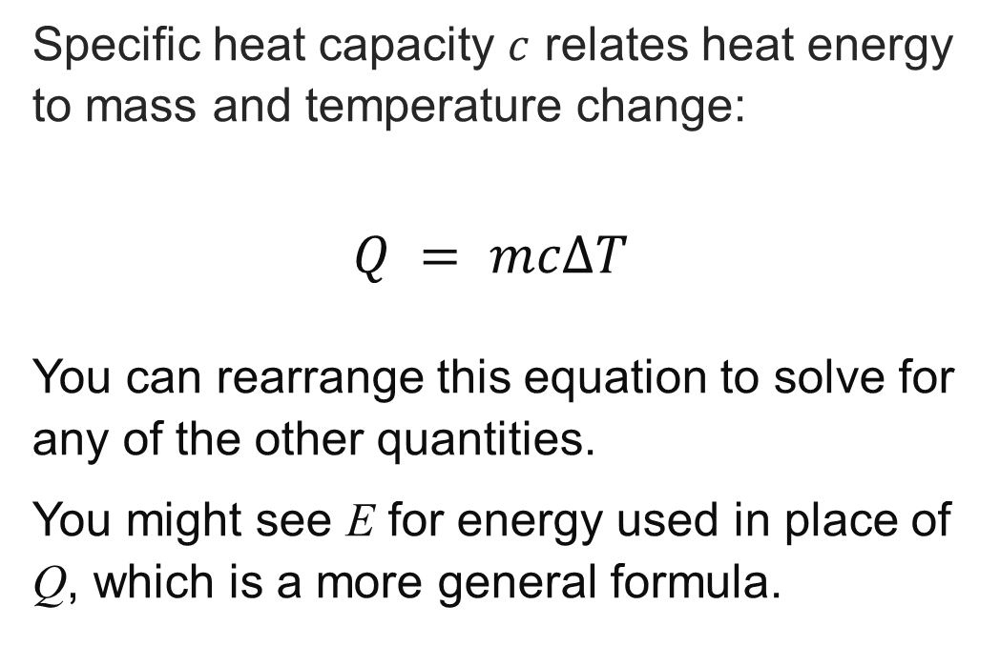 Specific heat capacity c relates heat energy
to mass and temperature change:
Q = mcΔT
You can rearrange this equation to solve for
any of the other quantities.
You might see E for energy used in place of
Q, which is a more general formula.